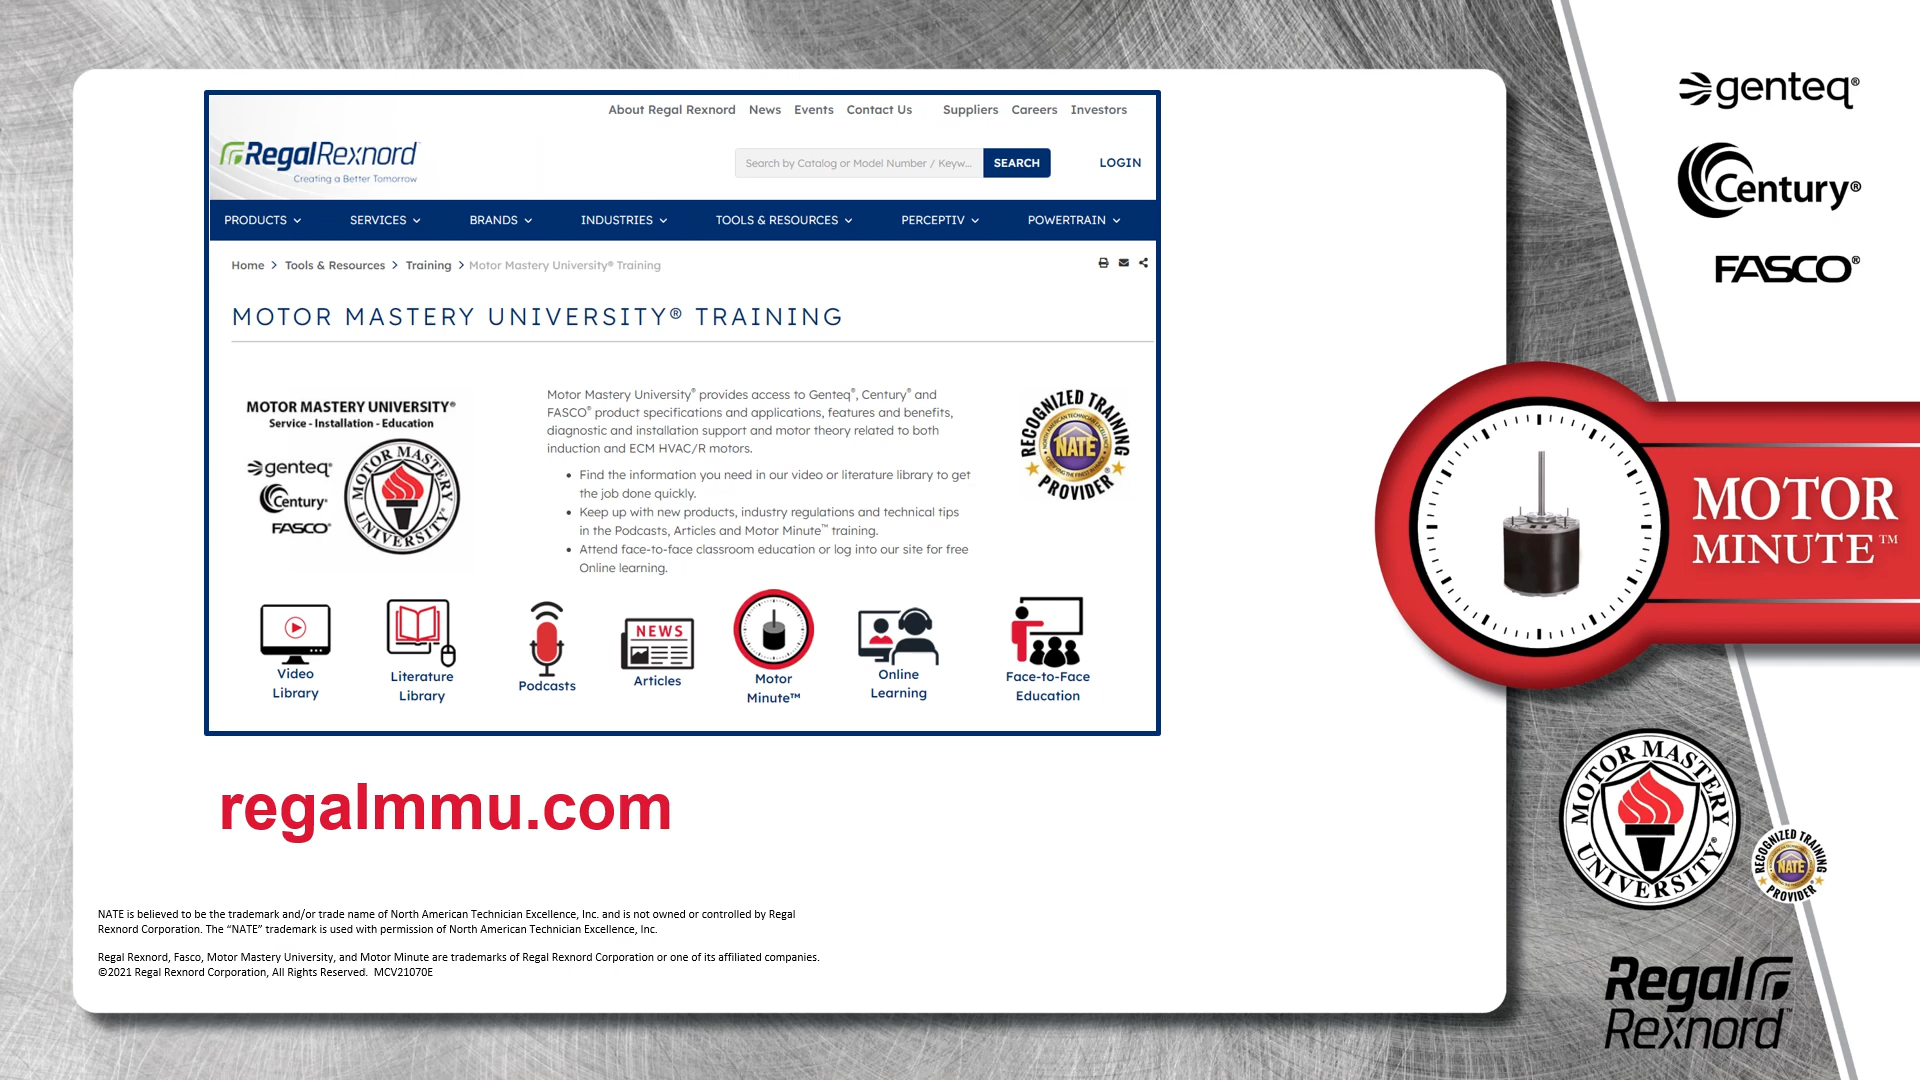 About Regal Rexnord News Events Contact Us Suppliers Careers Investors
RegalRexnord
Creating a Better Tomorrow
Search by Catalog or Model Number / Keyw... SEARCH LOGIN
PRODUCTS SERVICES BRANDS INDUSTRIES TOOLS & RESOURCES PERCEPTIV POWERTRAIN
Home > Tools & Resources > Training > Motor Mastery University® Training
MOTOR MASTERY UNIVERSITY® TRAINING
MOTOR MASTERY UNIVERSITY®
Service - Installation - Education
genteq®
Century®
FASCO®
MOTOR MASTERY UNIVERSITY®
Motor Mastery University® provides access to Genteq®, Century® and
FASCO® product specifications and applications, features and benefits,
diagnostic and installation support and motor theory related to both
induction and ECM HVAC/R motors.
• Find the information you need in our video or literature library to get
the job done quickly.
• Keep up with new products, industry regulations and technical tips
in the Podcasts, Articles and Motor Minute™ training.
• Attend face-to-face classroom education or log into our site for free
Online learning.
RECOGNIZED TRAINING
NATE
PROVIDER
Video
Library
Literature
Library
Podcasts
NEWS
Articles
Motor
Minute™
Online
Learning
Face-to-Face
Education
regalmmu.com
NATE is believed to be the trademark and/or trade name of North American Technician Excellence, Inc. and is not owned or controlled by Regal
Rexnord Corporation. The “NATE” trademark is used with permission of North American Technician Excellence, Inc.
Regal Rexnord, Fasco, Motor Mastery University, and Motor Minute are trademarks of Regal Rexnord Corporation or one of its affiliated companies.
©2021 Regal Rexnord Corporation, All Rights Reserved. MCV21070E
genteq®
Century®
FASCO®
MOTOR
MINUTE™
MOTOR MASTERY UNIVERSITY®
RECOGNIZED TRAINING
NATE
PROVIDER
Regal
Rexnord™